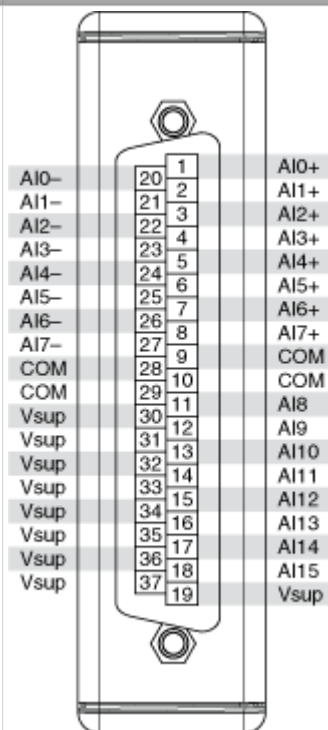 1 AI0+
AI0– 20
2 AI1+
AI1– 21
3 AI2+
AI2– 22
4 AI3+
AI3– 23
5 AI4+
AI4– 24
6 AI5+
AI5– 25
7 AI6+
AI6– 26
8 AI7+
AI7– 27
9 COM
COM 28
10 COM
COM 29
11 AI8
Vsup 30
12 AI9
Vsup 31
13 AI10
Vsup 32
14 AI11
Vsup 33
15 AI12
Vsup 34
16 AI13
Vsup 35
17 AI14
Vsup 36
18 AI15
Vsup 37
19 Vsup